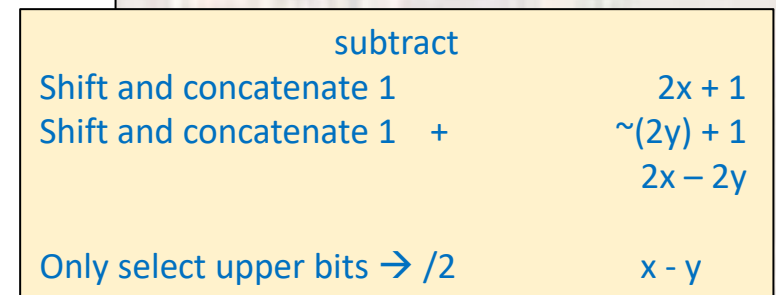 subtract
Shift and concatenate 1 2x + 1
Shift and concatenate 1 + ~(2y) + 1
2x – 2y
Only select upper bits → /2 x - y